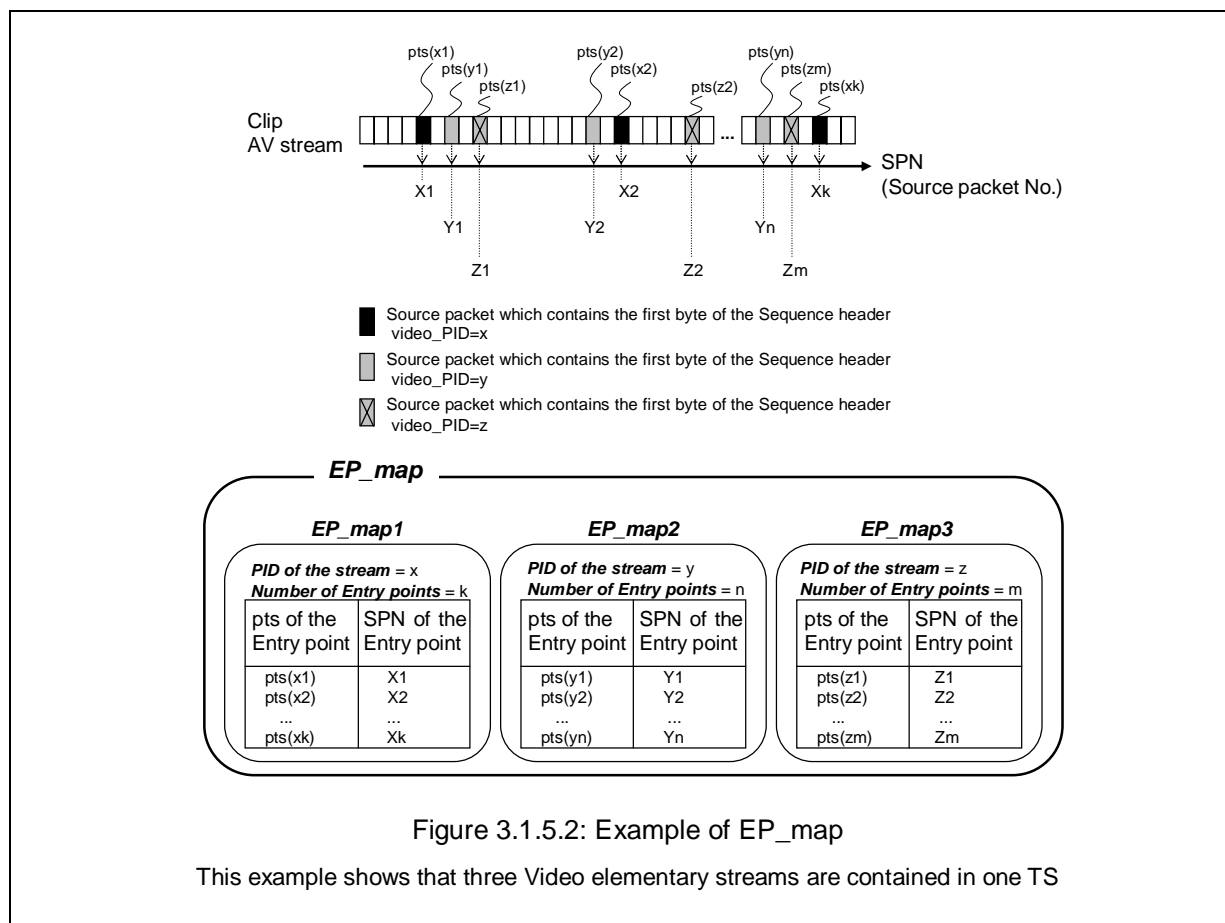 pts(x1)
pts(y1)
pts(z1)
pts(y2)
pts(x2)
pts(z2)
pts(yn)
pts(zm)
pts(xk)
Clip
AV stream
...
SPN
(Source packet No.)
X1
X2
Xk
Y1
Y2
Yn
Z1
Z2
Zm
Source packet which contains the first byte of the Sequence header
video_PID=x
Source packet which contains the first byte of the Sequence header
video_PID=y
Source packet which contains the first byte of the Sequence header
video_PID=z
EP_map
EP_map1
PID of the stream = x
Number of Entry points = k
pts of the Entry point SPN of the Entry point
pts(x1) X1
pts(x2) X2
... ...
pts(xk) Xk
EP_map2
PID of the stream = y
Number of Entry points = n
pts of the Entry point SPN of the Entry point
pts(y1) Y1
pts(y2) Y2
... ...
pts(yn) Yn
EP_map3
PID of the stream = z
Number of Entry points = m
pts of the Entry point SPN of the Entry point
pts(z1) Z1
pts(z2) Z2
... ...
pts(zm) Zm
Figure 3.1.5.2: Example of EP_map
This example shows that three Video elementary streams are contained in one TS